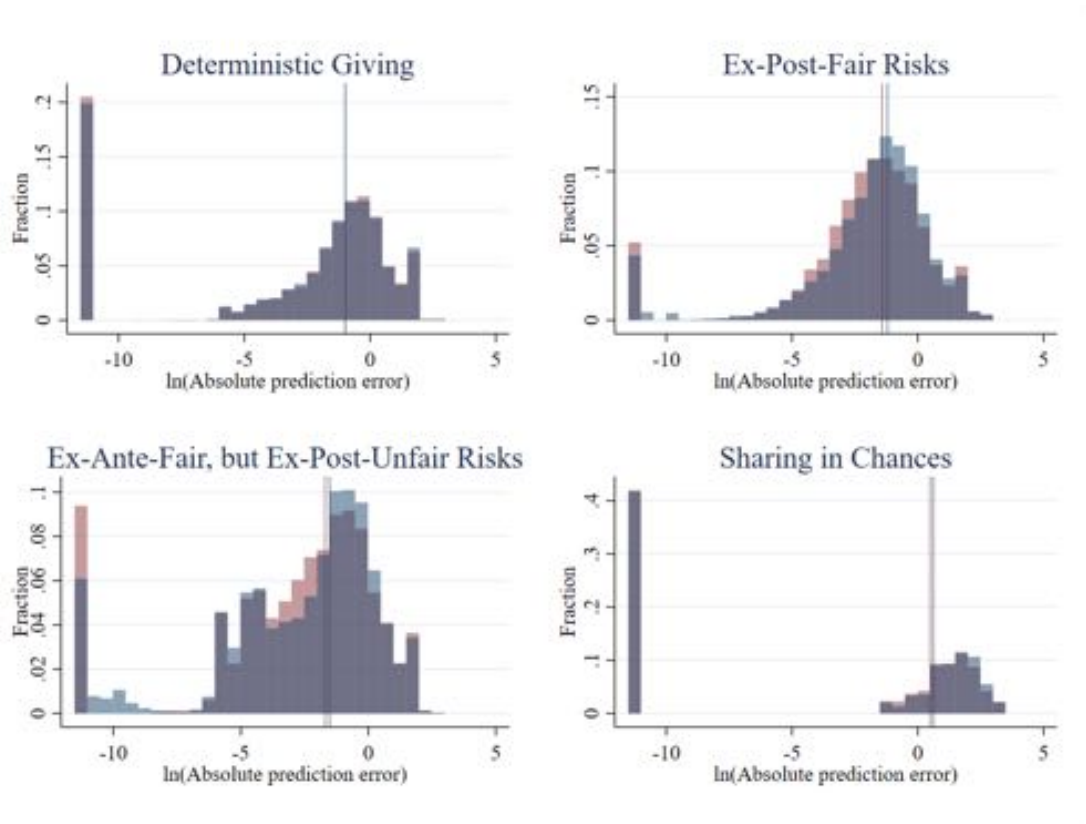 Deterministic Giving
Fraction
.2
.15
.1
.05
0
-10 -5 0 5
ln(Absolute prediction error)
Ex-Post-Fair Risks
Fraction
.15
.1
.05
0
-10 -5 0 5
ln(Absolute prediction error)
Ex-Ante-Fair, but Ex-Post-Unfair Risks
Fraction
.1
.08
.06
.04
.02
0
-10 -5 0 5
ln(Absolute prediction error)
Sharing in Chances
Fraction
.4
.3
.2
.1
0
-10 -5 0 5
ln(Absolute prediction error)